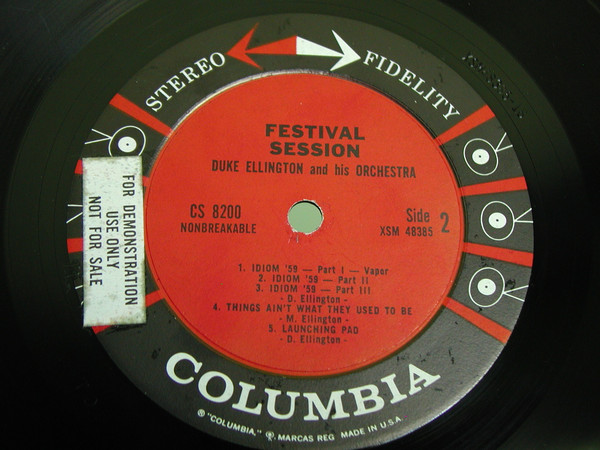 STEREO FIDELITY
FESTIVAL
SESSION
DUKE ELLINGTON and his ORCHESTRA
CS 8200
NONBREAKABLE
Side 2
XSM 48385
1. IDIOM '59 — Part I — Vapor
2. IDIOM '59 — Part II
3. IDIOM '59 — Part III
- D. Ellington -
4. THINGS AIN'T WHAT THEY USED TO BE
- M. Ellington -
5. LAUNCHING PAD
- D. Ellington -
FOR DEMONSTRATION
USE ONLY
NOT FOR SALE
COLUMBIA
® "COLUMBIA," ®, MARCAS REG MADE IN U.S.A.